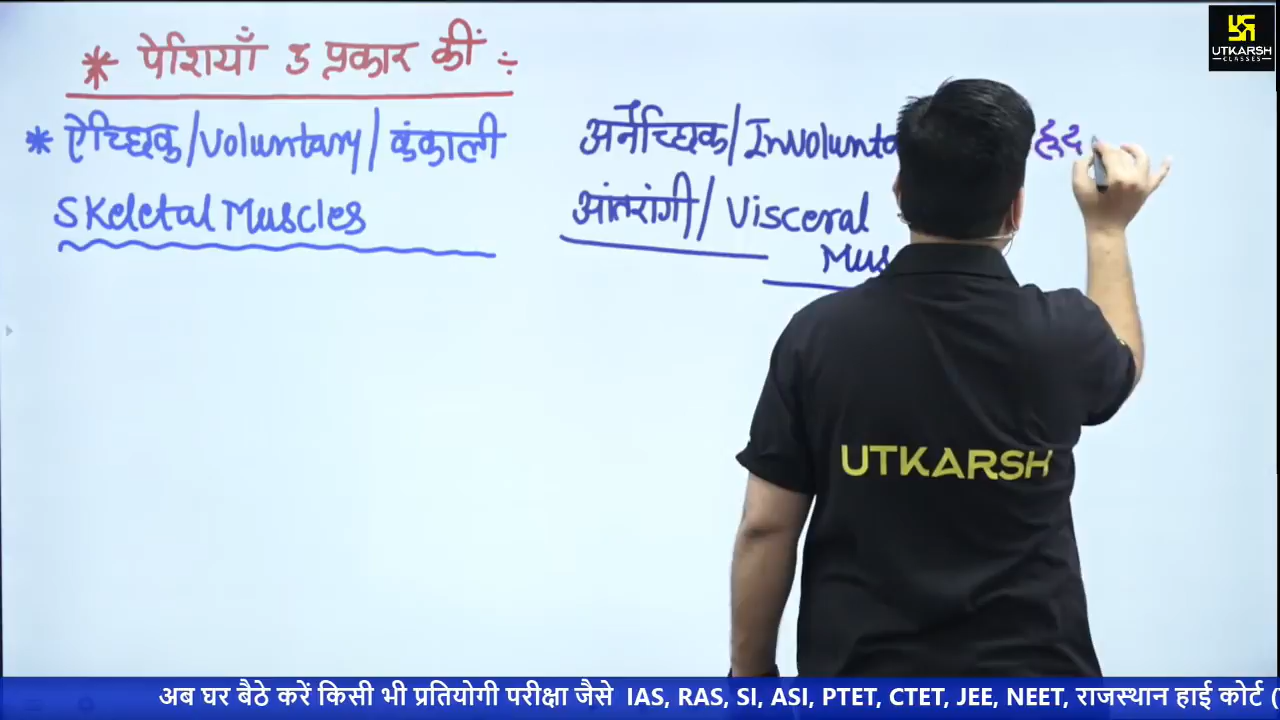 * पेशियाँ 3 प्रकार कीं ÷
* ऐच्छिक/Voluntary/कंकाली
Skeletal Muscles
अनैच्छिक/Involunta
आंतरांगी/Visceral
Mus
हृद
UTKARSH
CLASSES
UTKARSH
अब घर बैठे करें किसी भी प्रतियोगी परीक्षा जैसे IAS, RAS, SI, ASI, PTET, CTET, JEE, NEET, राजस्थान हाई कोर्ट (